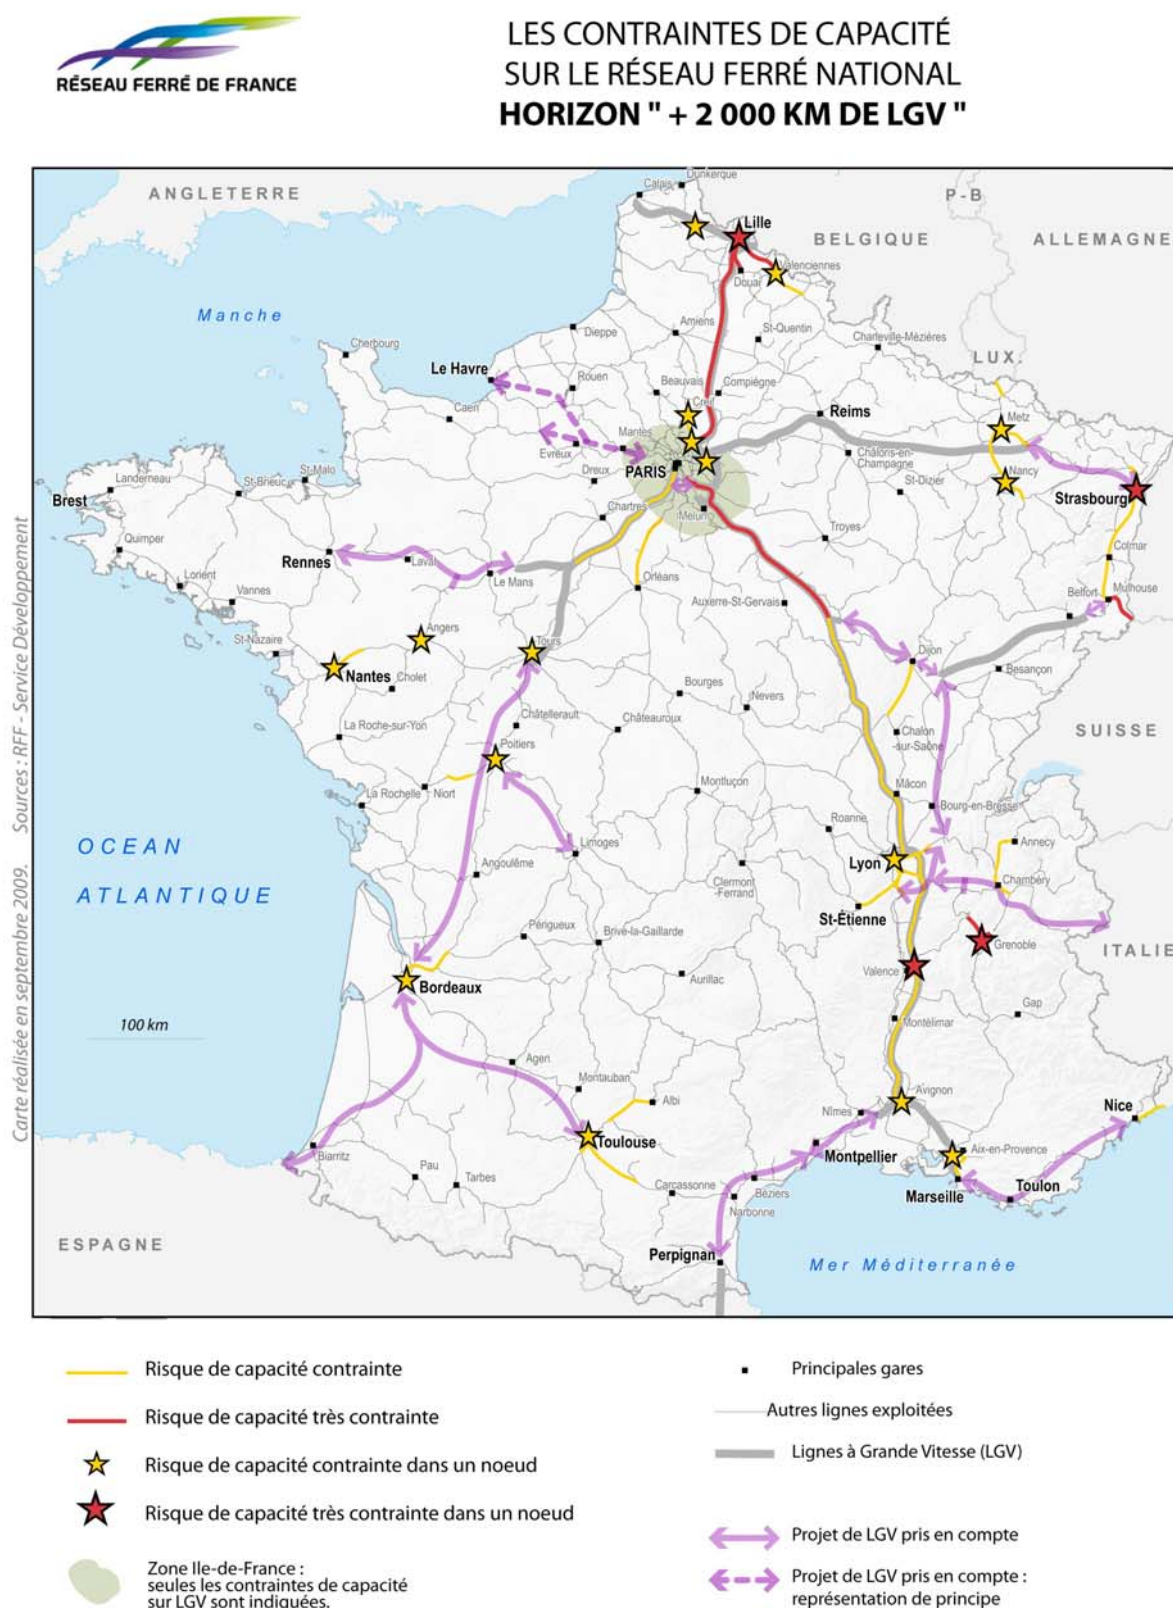 RÉSEAU FERRÉ DE FRANCE
LES CONTRAINTES DE CAPACITÉ
SUR LE RÉSEAU FERRÉ NATIONAL
HORIZON " + 2 000 KM DE LGV "
ANGLETERRE
P-B
BELGIQUE
ALLEMAGNE
Calais
Dunkerque
Lille
Valenciennes
Douai
Manche
Dieppe
Amiens
St-Quentin
Charleville-Mézières
LUX.
Cherbourg
Le Havre
Rouen
Beauvais
Compiègne
Creil
Reims
Metz
Caen
Mantes
Evreux
PARIS
Châlons-en-
Champagne
Nancy
St-Malo
Landerneau
St-Brieuc
Dreux
St-Dizier
Strasbourg
Brest
Chartres
Melun
Troyes
Quimper
Rennes
Laval
Le Mans
Orléans
Colmar
Lorient
Vannes
Auxerre-St-Gervais
Belfort
Mulhouse
St-Nazaire
Angers
Tours
Dijon
Besançon
Nantes
Cholet
Bourges
Nevers
La Roche-sur-Yon
Châtellerault
Châteauroux
Chalon
-sur-Saône
SUISSE
Poitiers
La Rochelle
Niort
Montluçon
Mâcon
Bourg-en-Bresse
Roanne
OCEAN
ATLANTIQUE
Limoges
Annecy
Angoulême
Clermont
-Ferrand
Lyon
Chambéry
St-Étienne
Périgueux
Brive-la-Gaillarde
Grenoble
ITALIE
Bordeaux
Aurillac
Valence
Gap
100 km
Montélimar
Agen
Montauban
Albi
Avignon
Nîmes
Nice
Toulouse
Biarritz
Montpellier
Aix-en-Provence
Pau
Tarbes
Carcassonne
Béziers
Marseille
Toulon
Narbonne
ESPAGNE
Perpignan
Mer Méditerranée
Carte réalisée en septembre 2009. Sources : RFF - Service Développement
Risque de capacité contrainte
Risque de capacité très contrainte
Risque de capacité contrainte dans un noeud
Risque de capacité très contrainte dans un noeud
Zone Ile-de-France :
seules les contraintes de capacité
sur LGV sont indiquées.
Principales gares
Autres lignes exploitées
Lignes à Grande Vitesse (LGV)
Projet de LGV pris en compte
Projet de LGV pris en compte :
représentation de principe